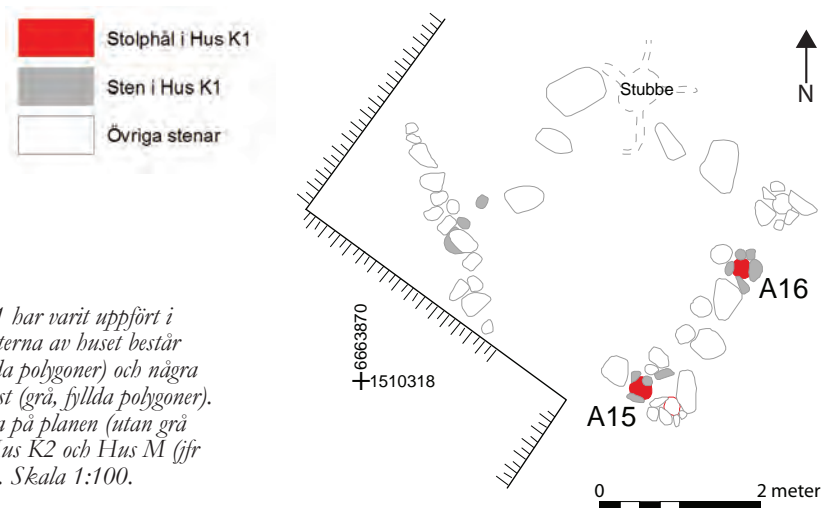 Stolphål i Hus K1
Sten i Hus K1
Övriga stenar
Stubbe
N
A16
A15
6663870
1510318
0 2 meter
har varit uppfört i
terna av huset består
da polygoner) och några
st (grå, fyllda polygoner).
a på planen (utan grå
Hus K2 och Hus M (jfr
. Skala 1:100.